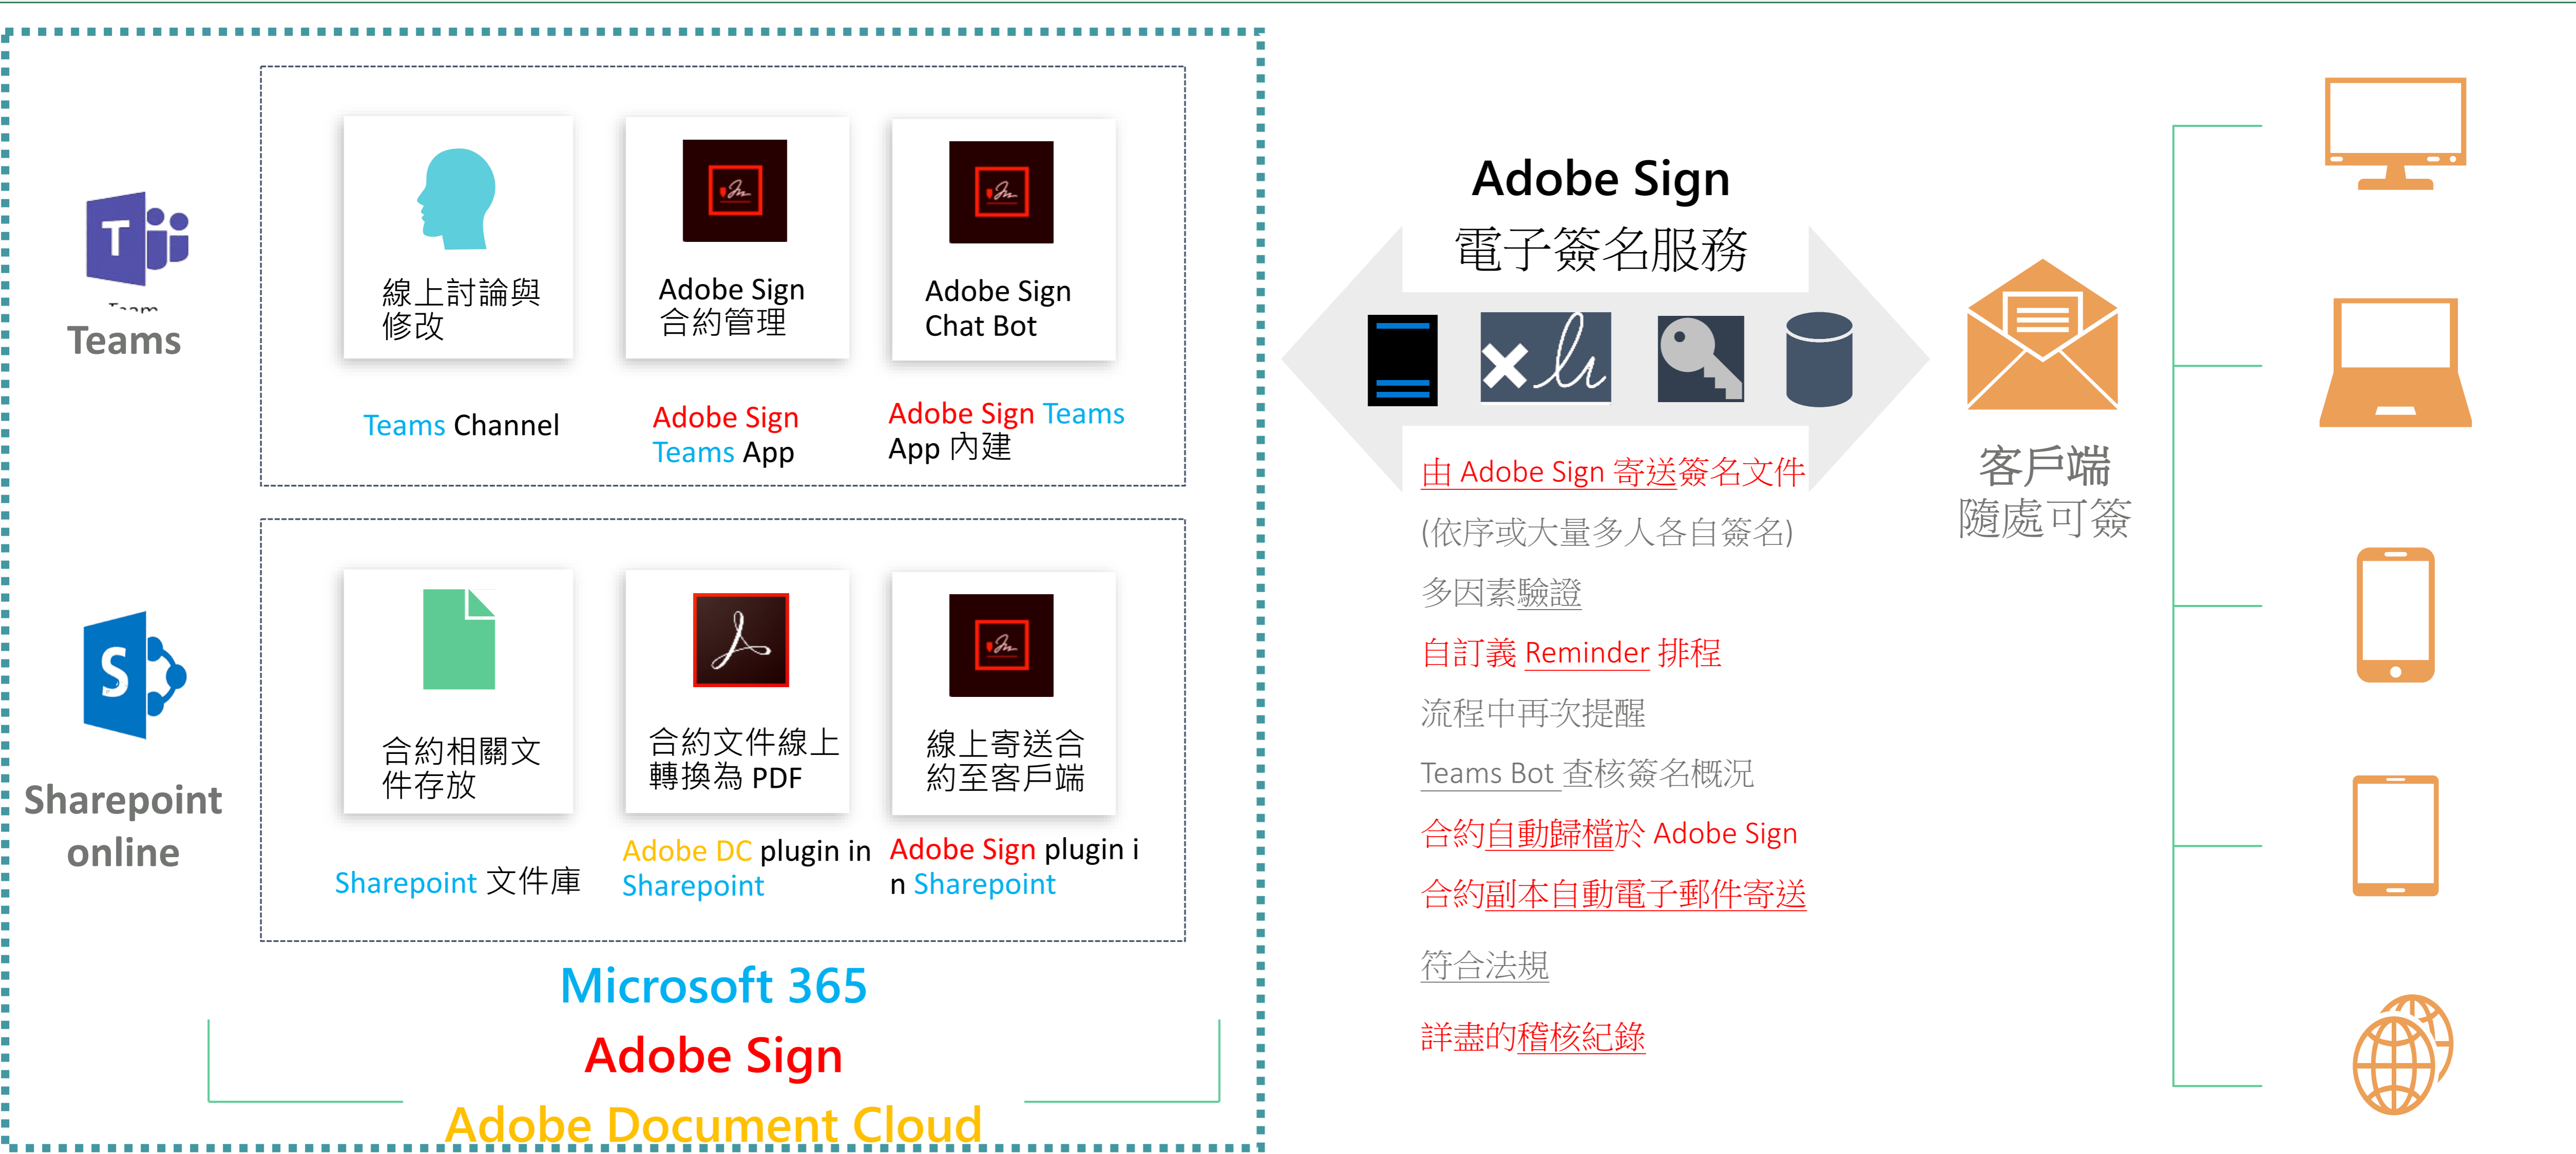 T
Team
Teams
線上討論與
修改
Teams Channel
Adobe Sign
合約管理
Adobe Sign
Teams App
Adobe Sign
Chat Bot
Adobe Sign Teams
App 內建
S
Sharepoint
online
合約相關文
件存放
Sharepoint 文件庫
合約文件線上
轉換為 PDF
Adobe DC plugin in
Sharepoint
線上寄送合
約至客戶端
Adobe Sign plugin i
n Sharepoint
Microsoft 365
Adobe Sign
Adobe Document Cloud
Adobe Sign
電子簽名服務
由 Adobe Sign 寄送簽名文件
(依序或大量多人各自簽名)
多因素驗證
自訂義 Reminder 排程
流程中再次提醒
Teams Bot 查核簽名概況
合約自動歸檔於 Adobe Sign
合約副本自動電子郵件寄送
符合法規
詳盡的稽核紀錄
客戶端
隨處可簽